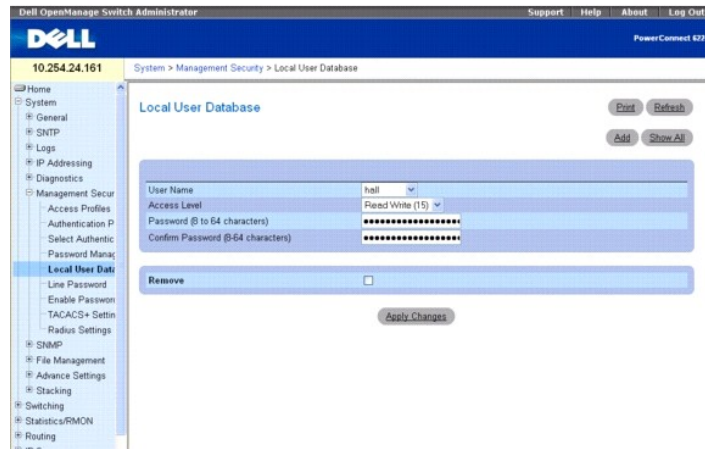 Dell OpenManage Switch Administrator
Support Help About Log Out
DELL
PowerConnect 622
10.254.24.161
System > Management Security > Local User Database
Home
System
General
SNTP
Logs
IP Addressing
Diagnostics
Management Secur
Access Profiles
Authentication P
Select Authentic
Password Manag
Local User Data
Line Password
Enable Passwor
TACACS+ Settin
Radius Settings
SNMP
File Management
Advance Settings
Stacking
Switching
Statistics/RMON
Routing
Local User Database
Print Refresh
Add Show All
User Name hall
Access Level Read Write (15)
Password (8 to 64 characters)
Confirm Password (8-64 characters)
Remove
Apply Changes